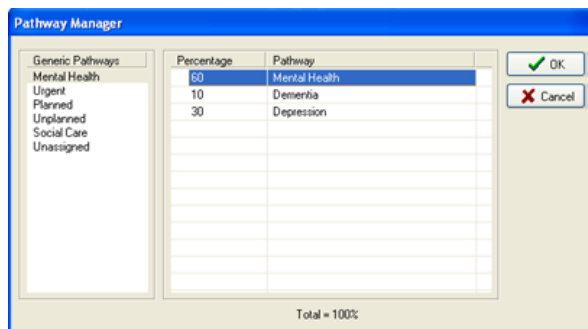 Pathway Manager
Generic Pathways
Mental Health
Urgent
Planned
Unplanned
Social Care
Unassigned
Percentage Pathway
60 Mental Health
10 Dementia
30 Depression
OK
Cancel
Total = 100%